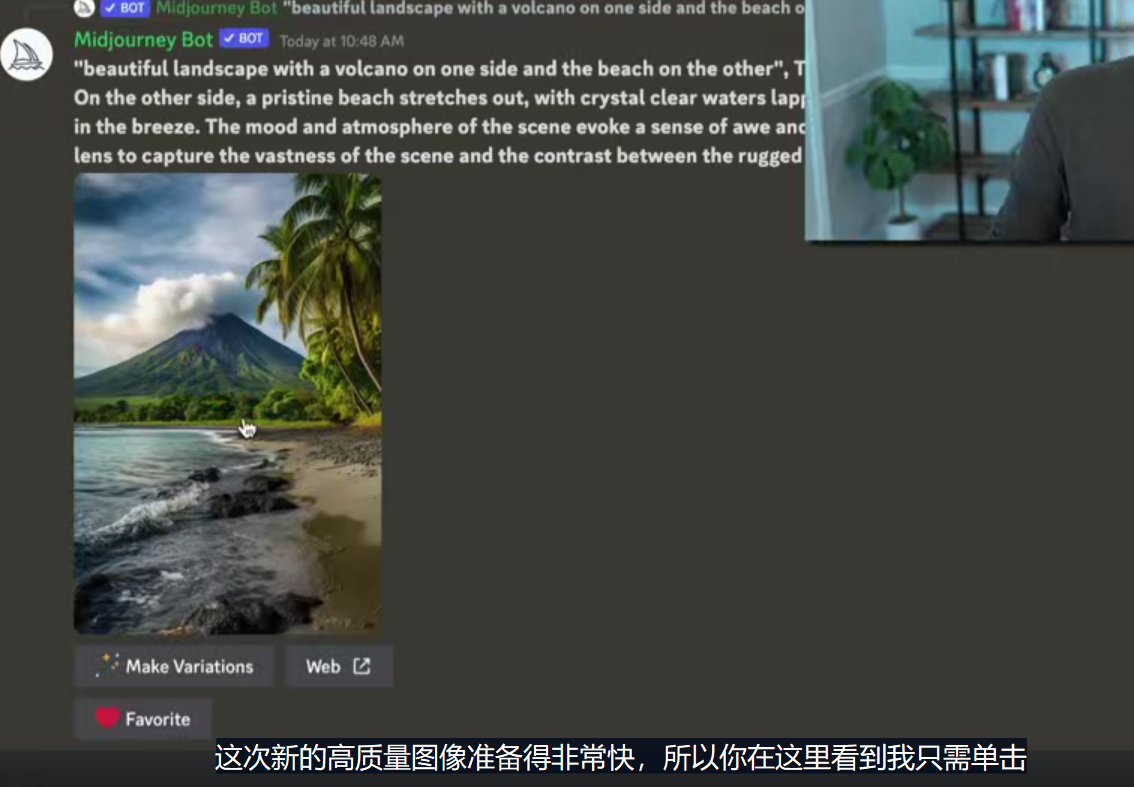 BOT Midjourney Bot "beautiful landscape with a volcano on one side and the beach o
Midjourney Bot BOT Today at 10:48 AM
"beautiful landscape with a volcano on one side and the beach on the other", T
On the other side, a pristine beach stretches out, with crystal clear waters lapp
in the breeze. The mood and atmosphere of the scene evoke a sense of awe and
lens to capture the vastness of the scene and the contrast between the rugged
Make Variations
Web
Favorite
这次新的高质量图像准备得非常快，所以你在这里看到我只需单击